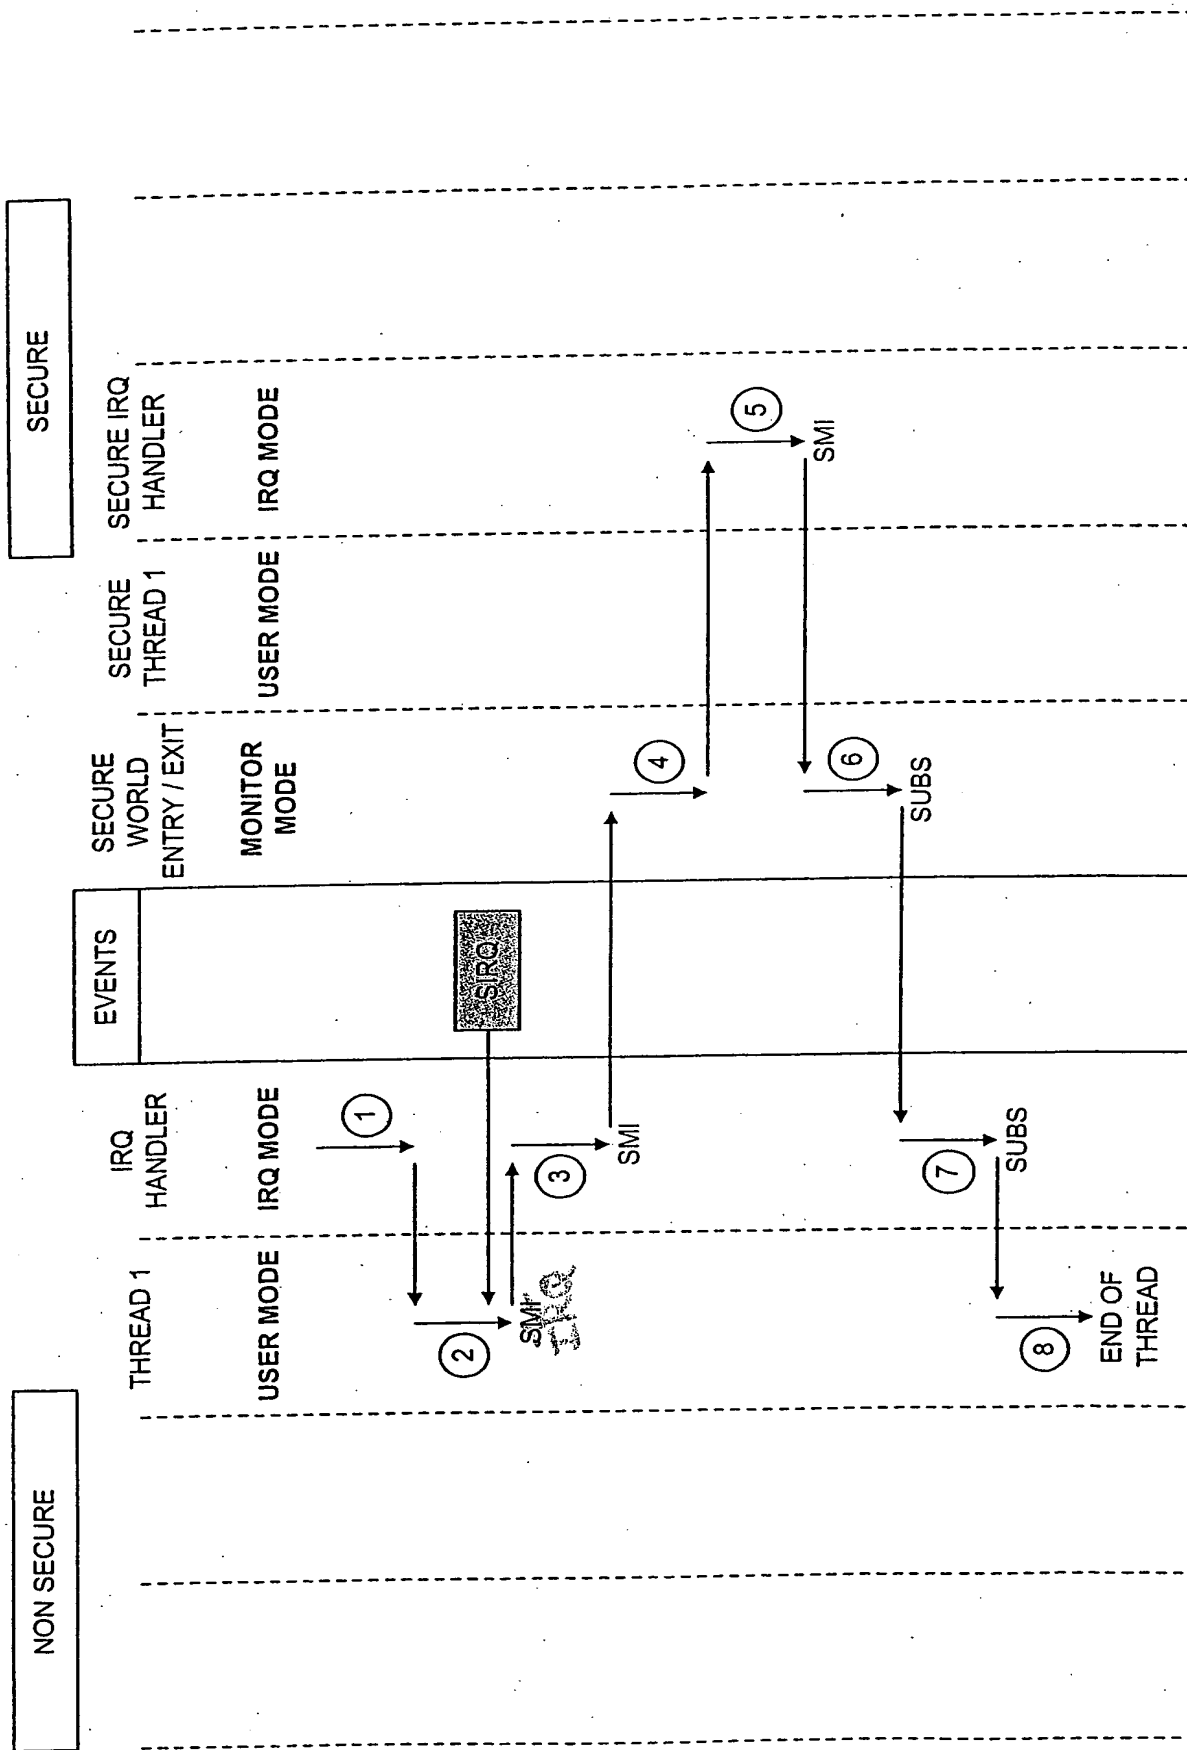 NON SECURE
SECURE
EVENTS
THREAD 1
IRQ
HANDLER
SECURE
WORLD
ENTRY / EXIT
SECURE
THREAD 1
SECURE IRQ
HANDLER
USER MODE
IRQ MODE
MONITOR
MODE
USER MODE
IRQ MODE
1
SIRQ
2
SMI
IRQ
3
SMI
4
5
SMI
6
SUBS
7
SUBS
8
END OF
THREAD